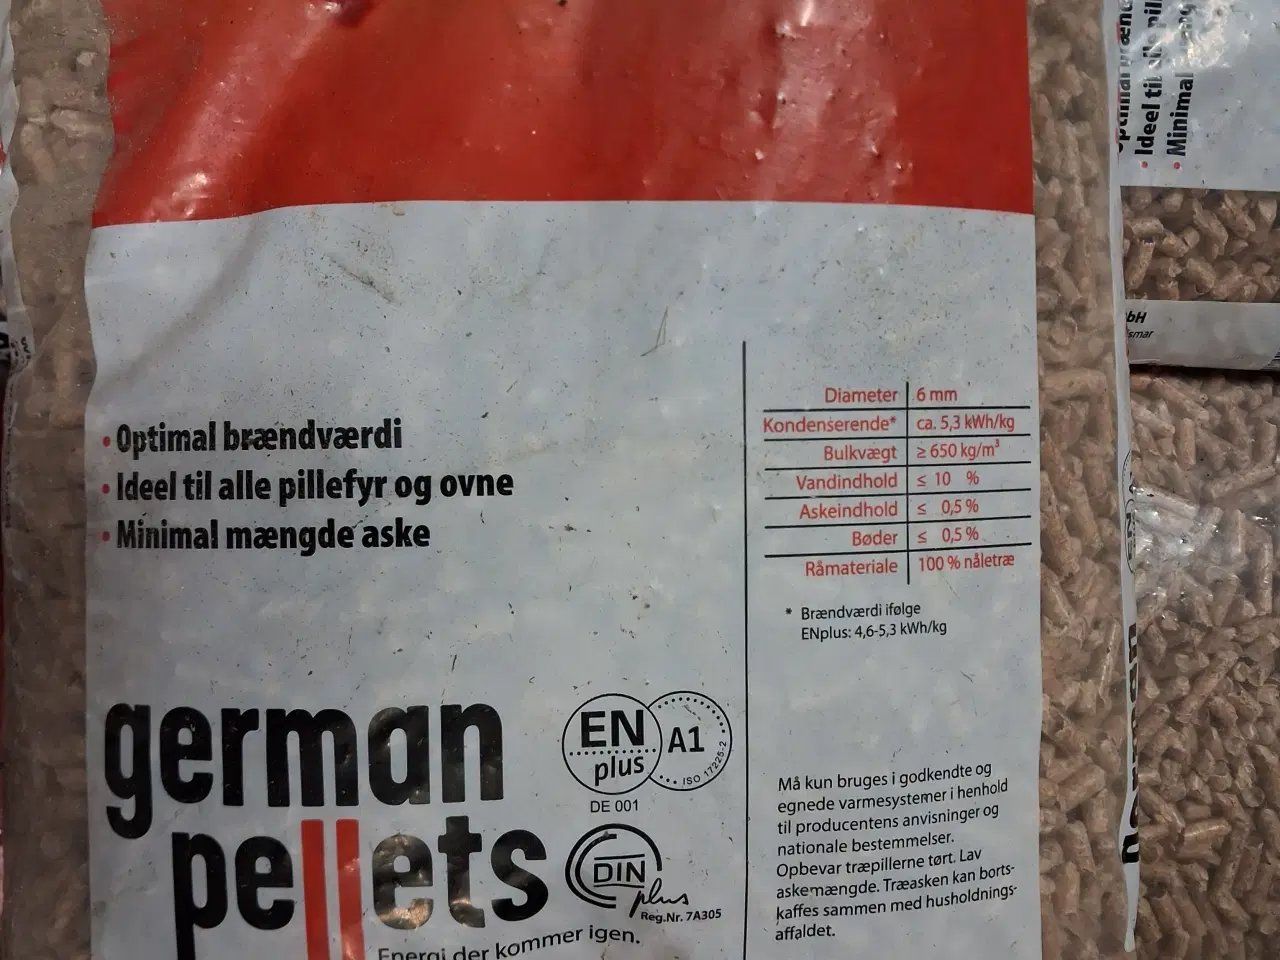 • Optimal brændværdi
• Ideel til alle pillefyr og ovne
• Minimal mængde aske
Diameter 6 mm
Kondenserende* ca. 5,3 kWh/kg
Bulkvægt ≥ 650 kg/m³
Vandindhold ≤ 10 %
Askeindhold ≤ 0,5 %
Bøder ≤ 0,5 %
Råmateriale 100 % nåletræ
* Brændværdi ifølge
ENplus: 4,6-5,3 kWh/kg
german
pellets
Energi der kommer igen.
EN
plus
A1
ISO 17225-2
DE 001
DIN
plus
Reg.Nr. 7A305
Må kun bruges i godkendte og
egnede varmesystemer i henhold
til producentens anvisninger og
nationale bestemmelser.
Opbevar træpillerne tørt. Lav
askemængde. Træasken kan borts-
kaffes sammen med husholdnings-
affaldet.
• Ideel til
• Minimal
bH
smar